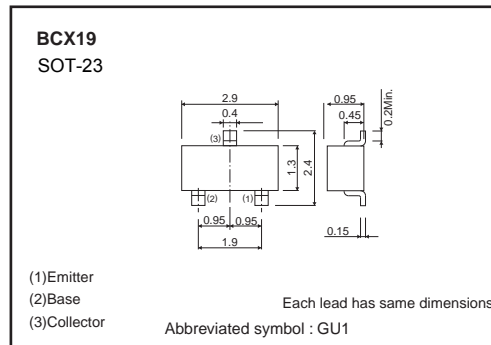 BCX19
SOT-23
2.9
0.4
(3)
0.95
0.45
0.2Min.
1.3
2.4
(2)
(1)
0.95
0.95
1.9
0.15
(1)Emitter
(2)Base
(3)Collector
Each lead has same dimensions
Abbreviated symbol : GU1